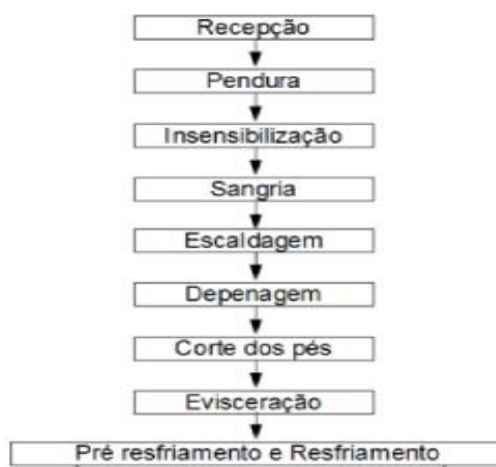 Recepção
Pendura
Insensibilização
Sangria
Escaldagem
Depenagem
Corte dos pés
Evisceração
Pré resfriamento e Resfriamento